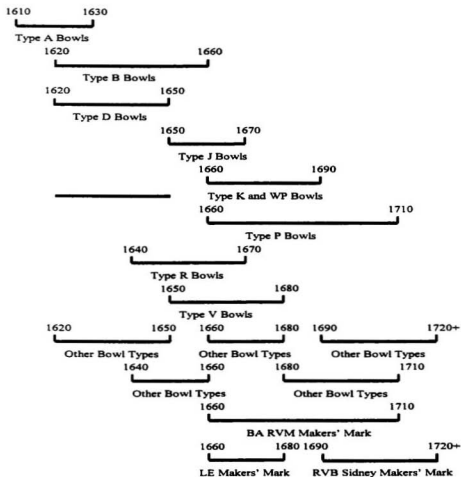 1610 1630
Type A Bowls
1620 1660
Type B Bowls
1620 1650
Type D Bowls
1650 1670
Type J Bowls
1660 1690
Type K and WP Bowls
1660 1710
Type P Bowls
1640 1670
Type R Bowls
1650 1680
Type V Bowls
1620 1650 1660 1680 1690 1720+
Other Bowl Types Other Bowl Types Other Bowl Types
1640 1660 1680 1710
Other Bowl Types Other Bowl Types
1660 1710
BA RVM Makers' Mark
1660 1680 1690 1720+
LE Makers' Mark RVB Sidney Makers' Mark